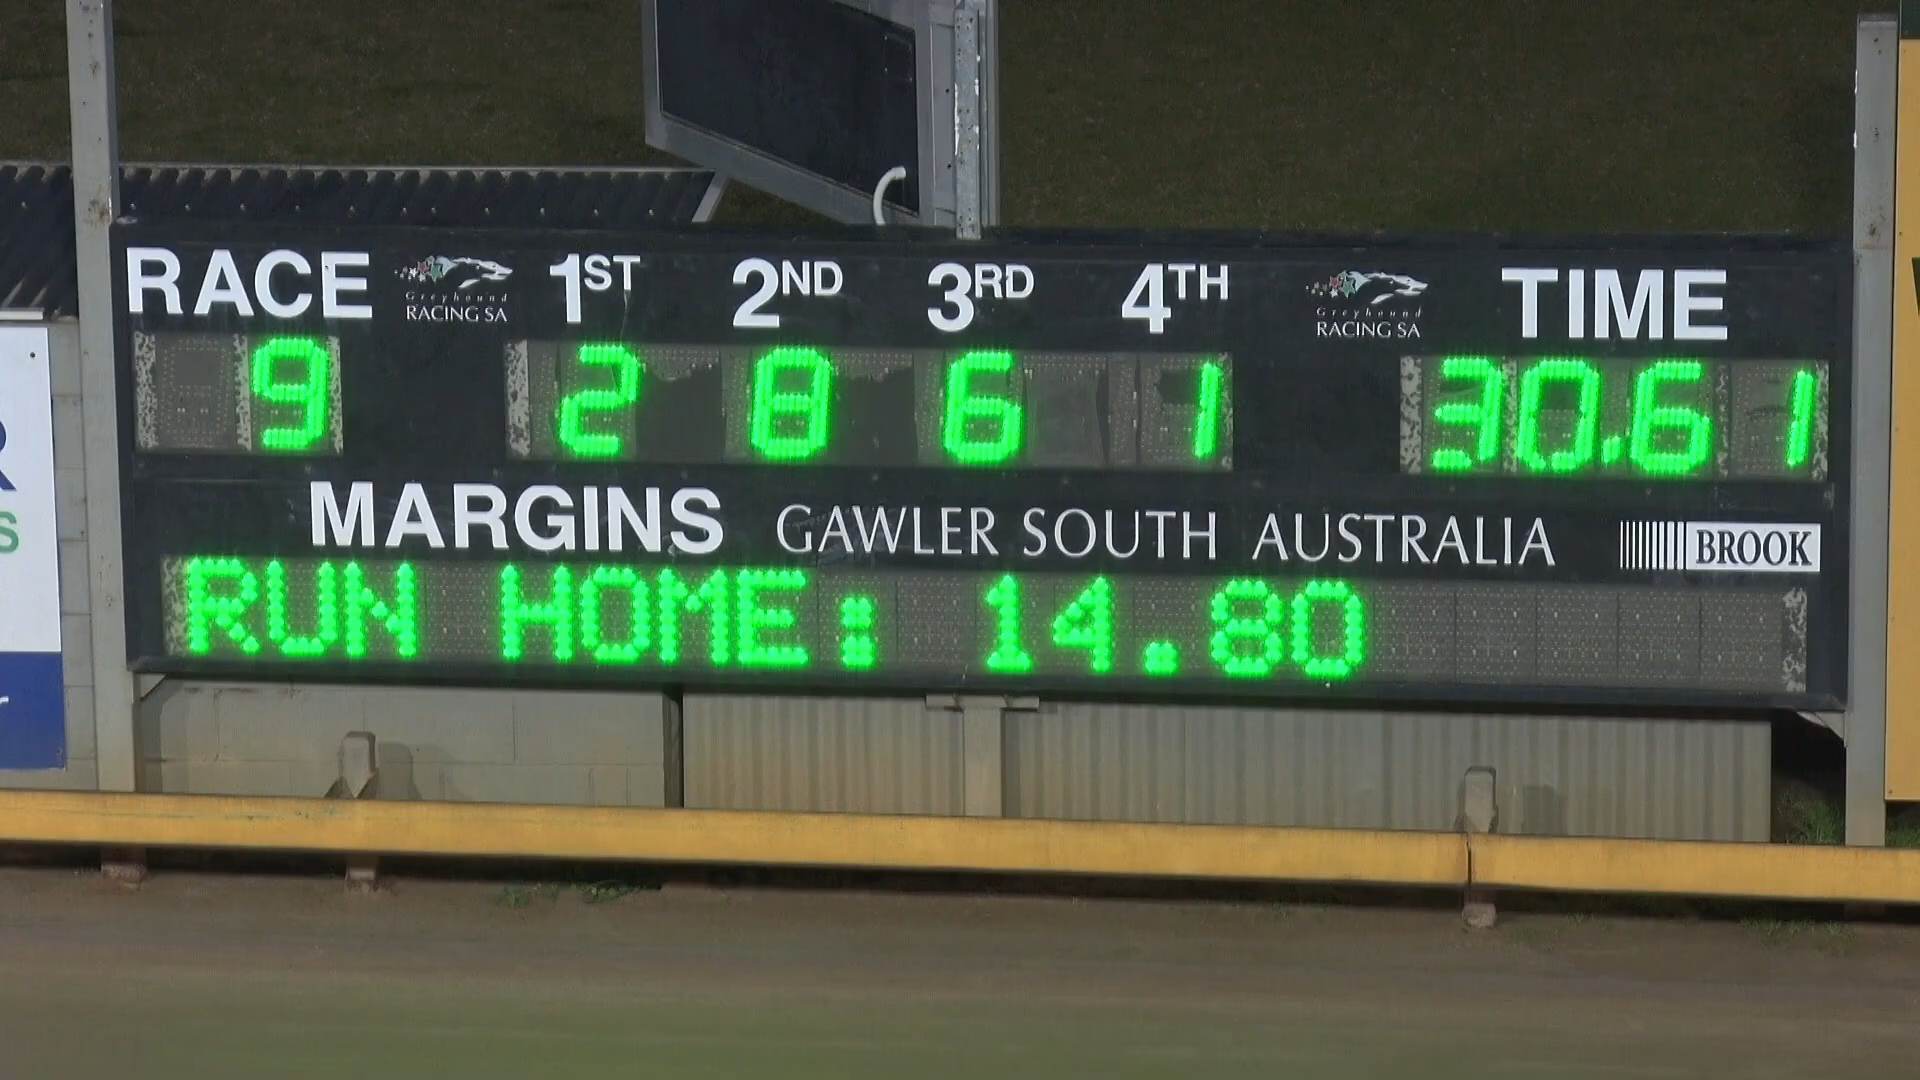 RACE 1ST 2ND 3RD 4TH TIME
Greyhound
RACING SA
Greyhound
RACING SA
9 2 8 6 1 30.61
MARGINS GAWLER SOUTH AUSTRALIA BROOK
RUN HOME: 14.80